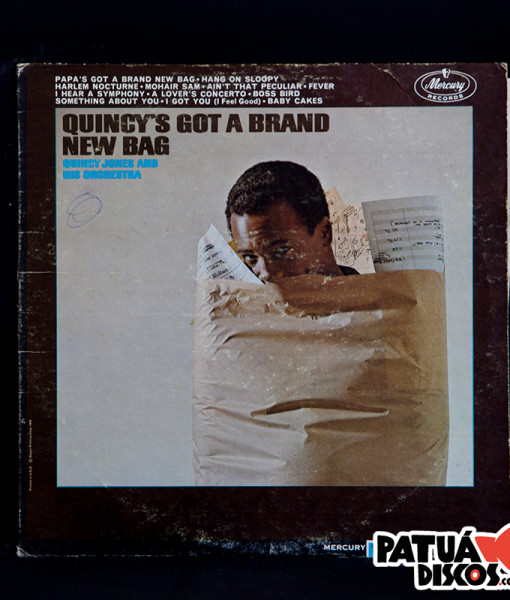 PAPA'S GOT A BRAND NEW BAG • HANG ON SLOOPY
HARLEM NOCTURNE • MOHAIR SAM • AIN'T THAT PECULIAR • FEVER
I HEAR A SYMPHONY • A LOVER'S CONCERTO • BOSS BIRD
SOMETHING ABOUT YOU • I GOT YOU (I Feel Good) • BABY CAKES
Mercury
RECORDS
QUINCY'S GOT A BRAND
NEW BAG
QUINCY JONES AND
HIS ORCHESTRA
MERCURY
PATUÁ
DISCOS.co